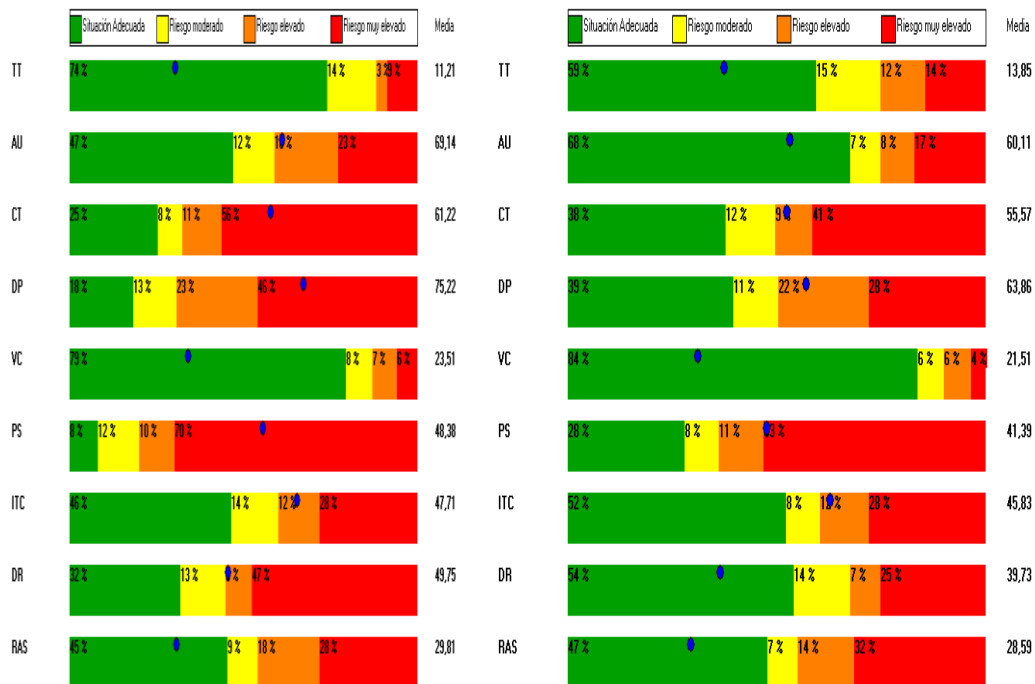 Situación Adecuada Riesgo moderado Riesgo elevado Riesgo muy elevado Media
Situación Adecuada Riesgo moderado Riesgo elevado Riesgo muy elevado Media
TT 74 % 14 % 3 % 9 % 11,21
TT 59 % 15 % 12 % 14 % 13,85
AU 47 % 12 % 23 % 69,14
AU 68 % 7 % 8 % 17 % 60,11
CT 25 % 8 % 11 % 56 % 61,22
CT 38 % 12 % 9 % 41 % 55,57
DP 18 % 13 % 23 % 46 % 75,22
DP 39 % 11 % 22 % 28 % 63,86
VC 79 % 8 % 7 % 6 % 23,51
VC 84 % 6 % 6 % 4 % 21,51
PS 8 % 12 % 10 % 70 % 48,38
PS 28 % 8 % 11 % 41,39
ITC 46 % 14 % 12 % 28 % 47,71
ITC 52 % 8 % 28 % 45,83
DR 32 % 13 % 47 % 49,75
DR 54 % 14 % 7 % 25 % 39,73
RAS 45 % 9 % 18 % 28 % 29,81
RAS 47 % 7 % 14 % 32 % 28,59